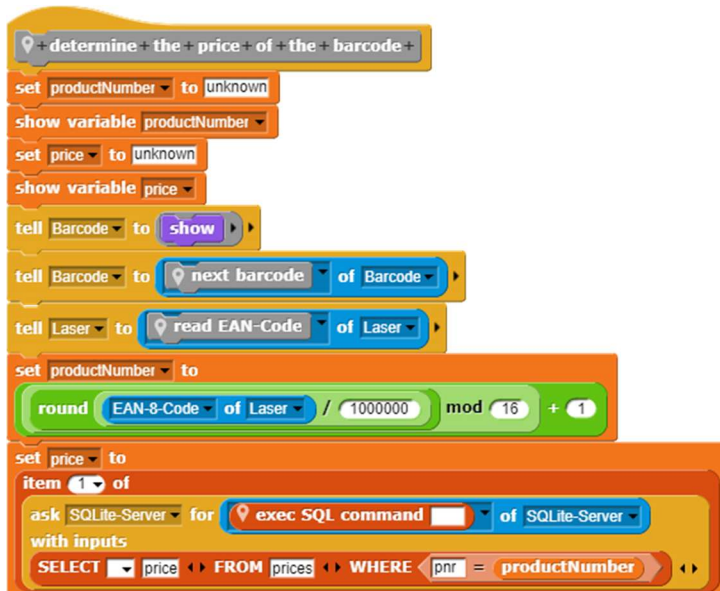 + determine + the + price + of + the + barcode +
set productNumber to unknown
show variable productNumber
set price to unknown
show variable price
tell Barcode to show
tell Barcode to next barcode of Barcode
tell Laser to read EAN-Code of Laser
set productNumber to
round EAN-8-Code of Laser / 1000000 mod 16 + 1
set price to
item 1 of
ask SQLite-Server for exec SQL command of SQLite-Server
with inputs
SELECT price FROM prices WHERE pnr = productNumber